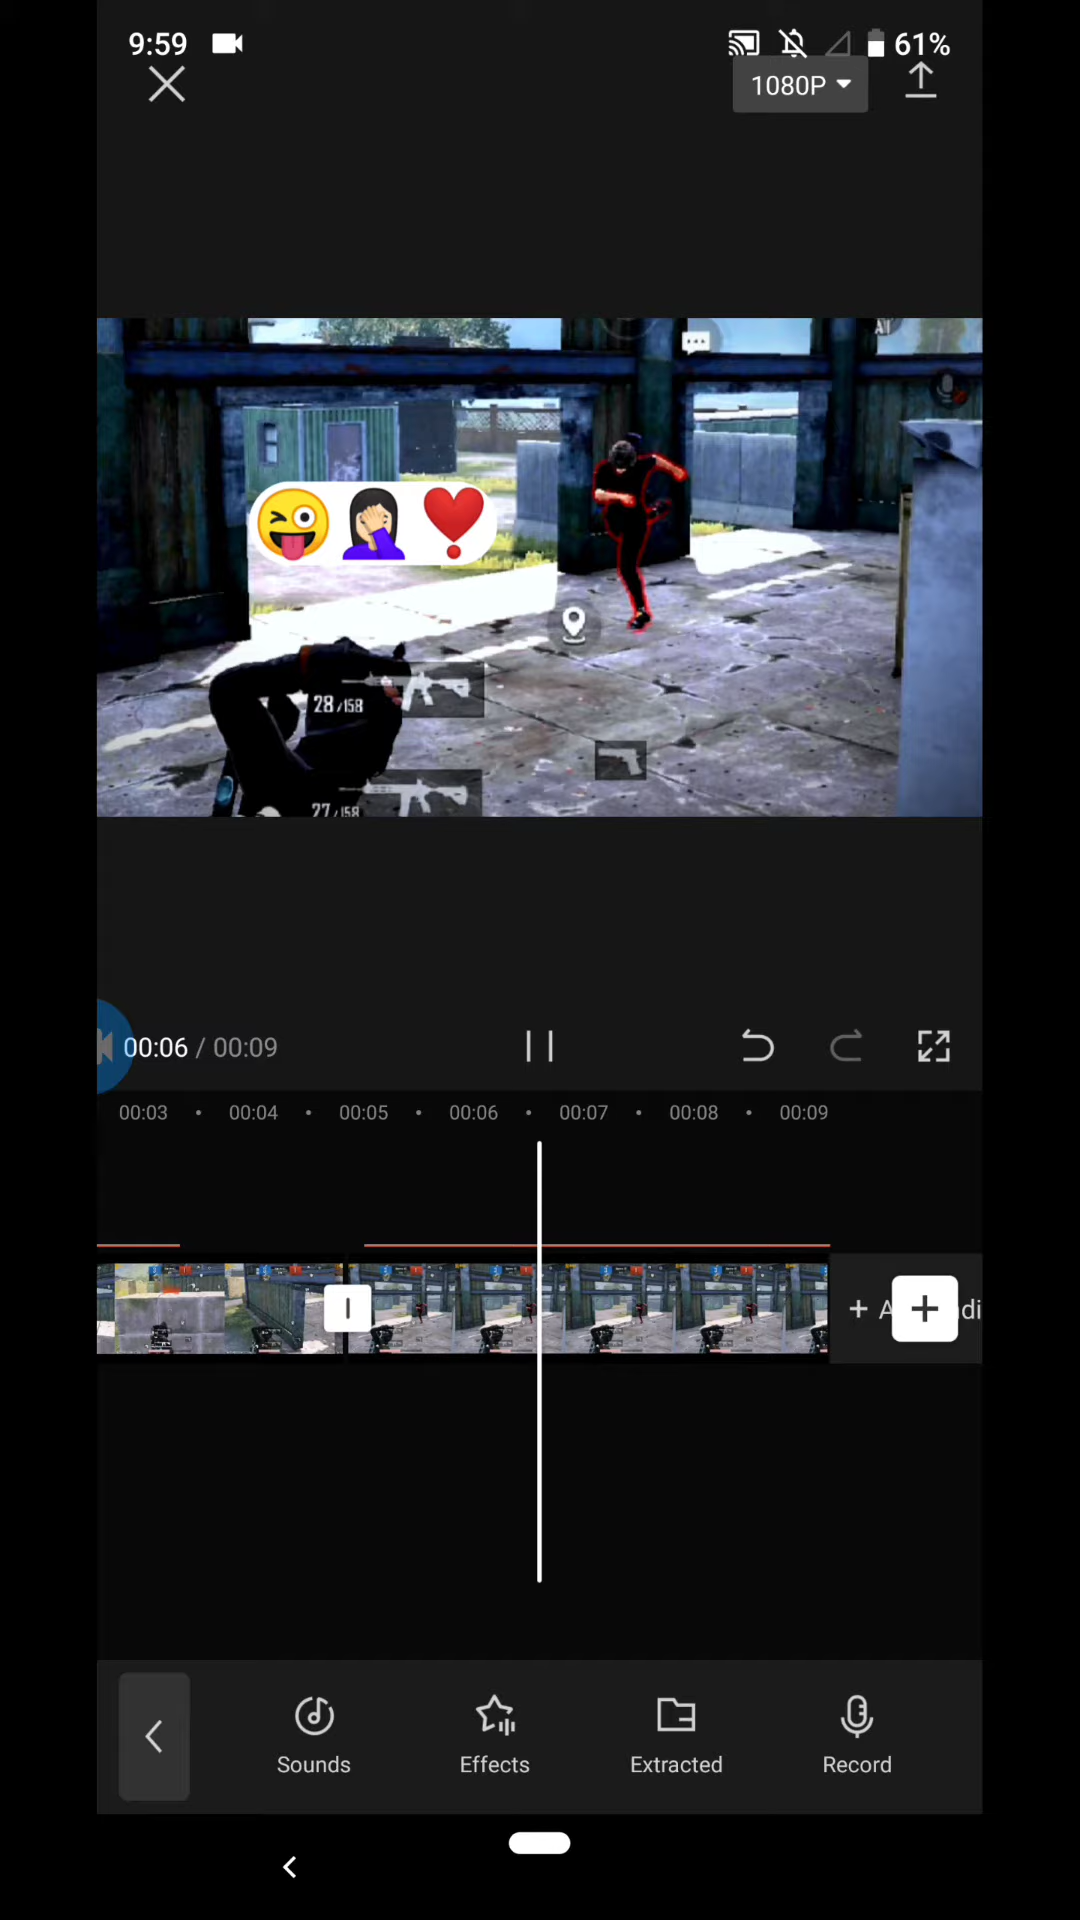 9:59
61%
1080P
28/158
27/158
00:06 / 00:09
00:03 00:04 00:05 00:06 00:07 00:08 00:09
+ A
di
Sounds
Effects
Extracted
Record